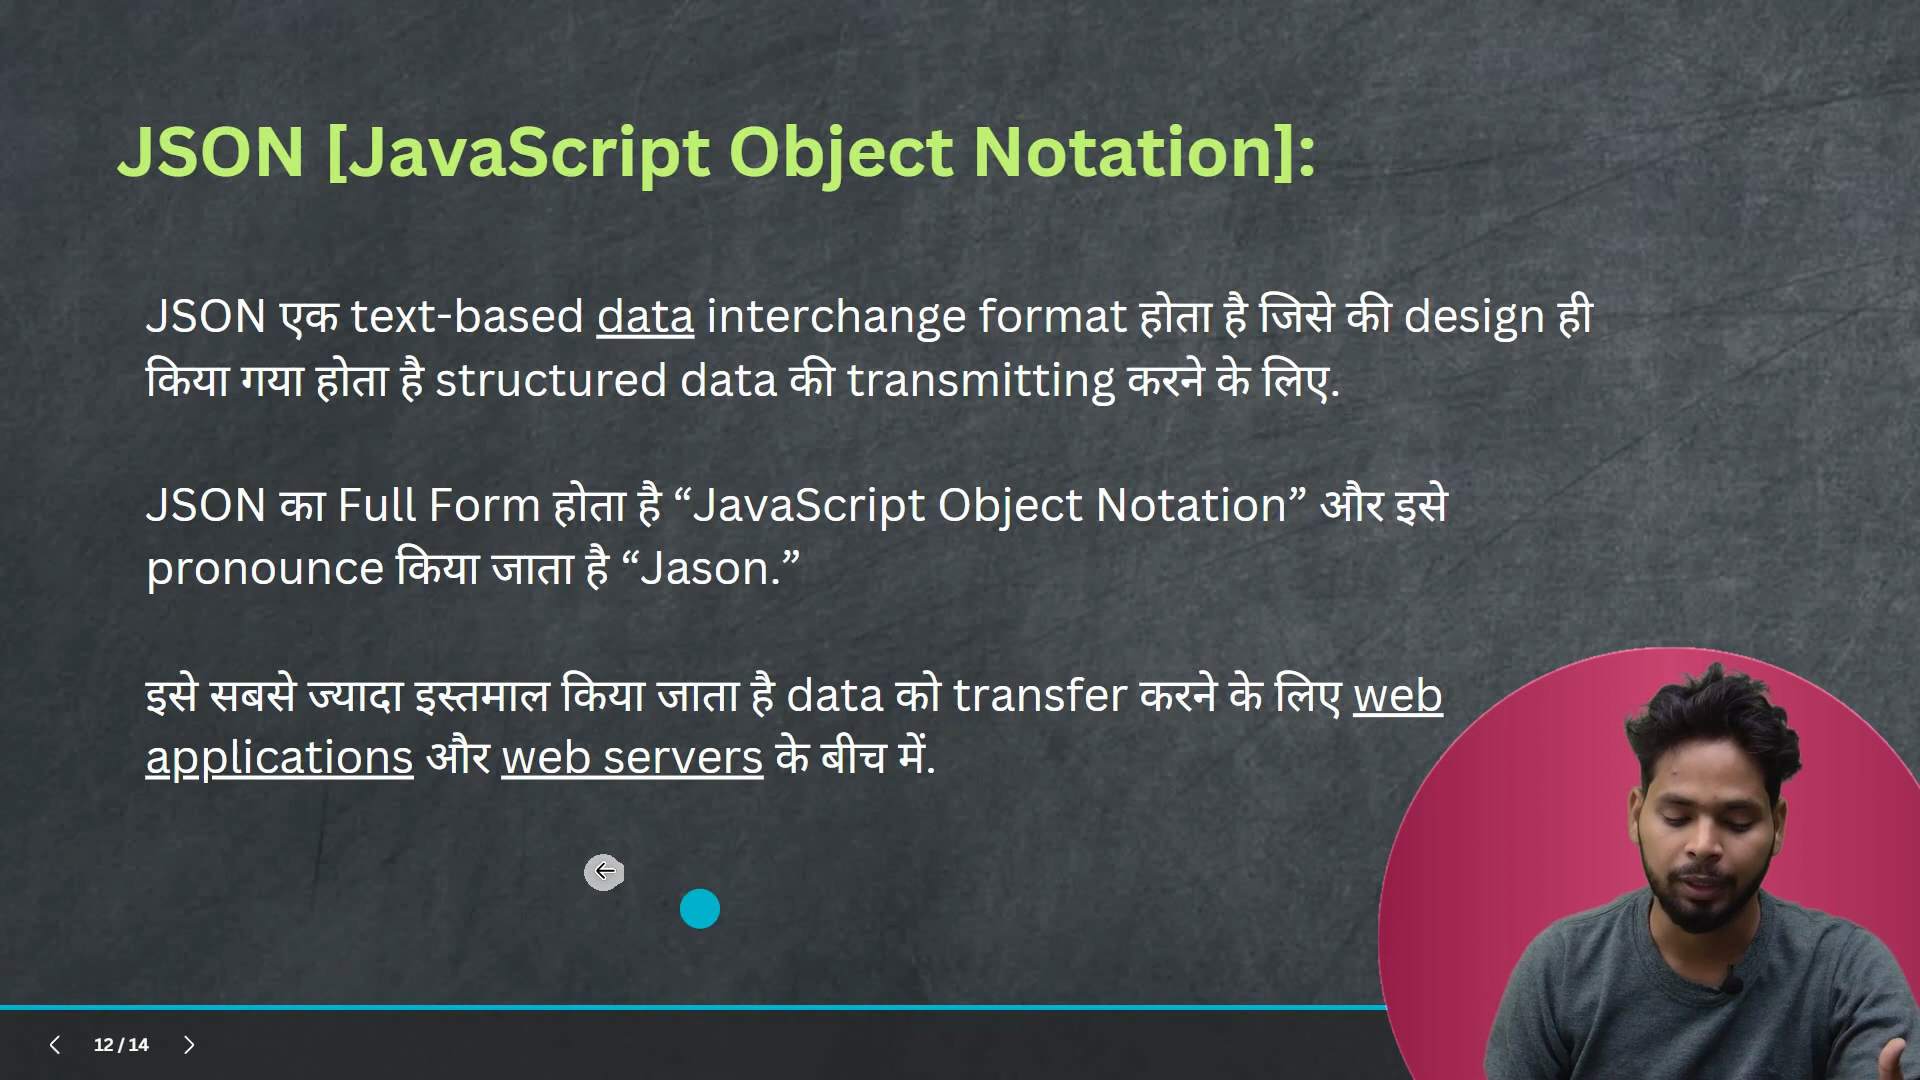 JSON [JavaScript Object Notation]:
JSON एक text-based data interchange format होता है जिसे की design ही
किया गया होता है structured data की transmitting करने के लिए.
JSON का Full Form होता है “JavaScript Object Notation” और इसे
pronounce किया जाता है “Jason.”
इसे सबसे ज्यादा इस्तमाल किया जाता है data को transfer करने के लिए web
applications और web servers के बीच में.
12 / 14